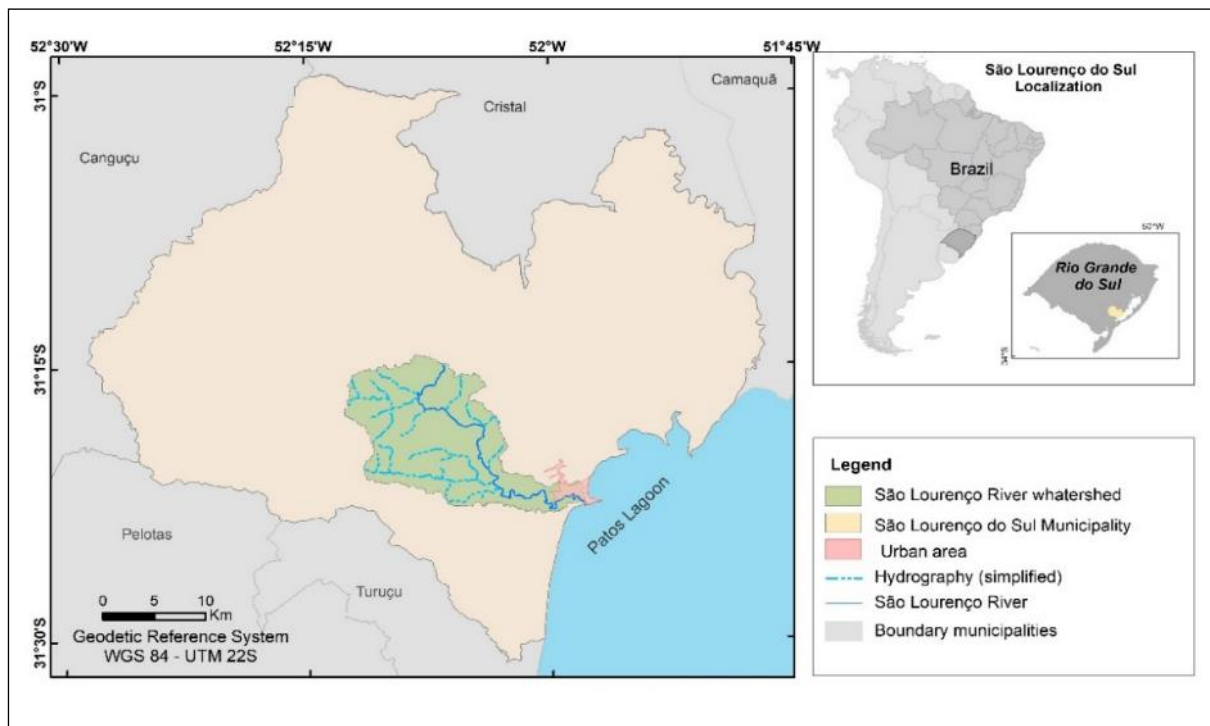 52°30'W
52°15'W
52°W
51°45'W
31°S
31°15'S
31°30'S
Camaquã
Cristal
Canguçu
Pelotas
Turuçu
Patos Lagoon
0 5 10
Km
Geodetic Reference System
WGS 84 - UTM 22S
São Lourenço do Sul
Localization
Brazil
50°W
Rio Grande
do Sul
34°S
Legend
São Lourenço River whatershed
São Lourenço do Sul Municipality
Urban area
Hydrography (simplified)
São Lourenço River
Boundary municipalities